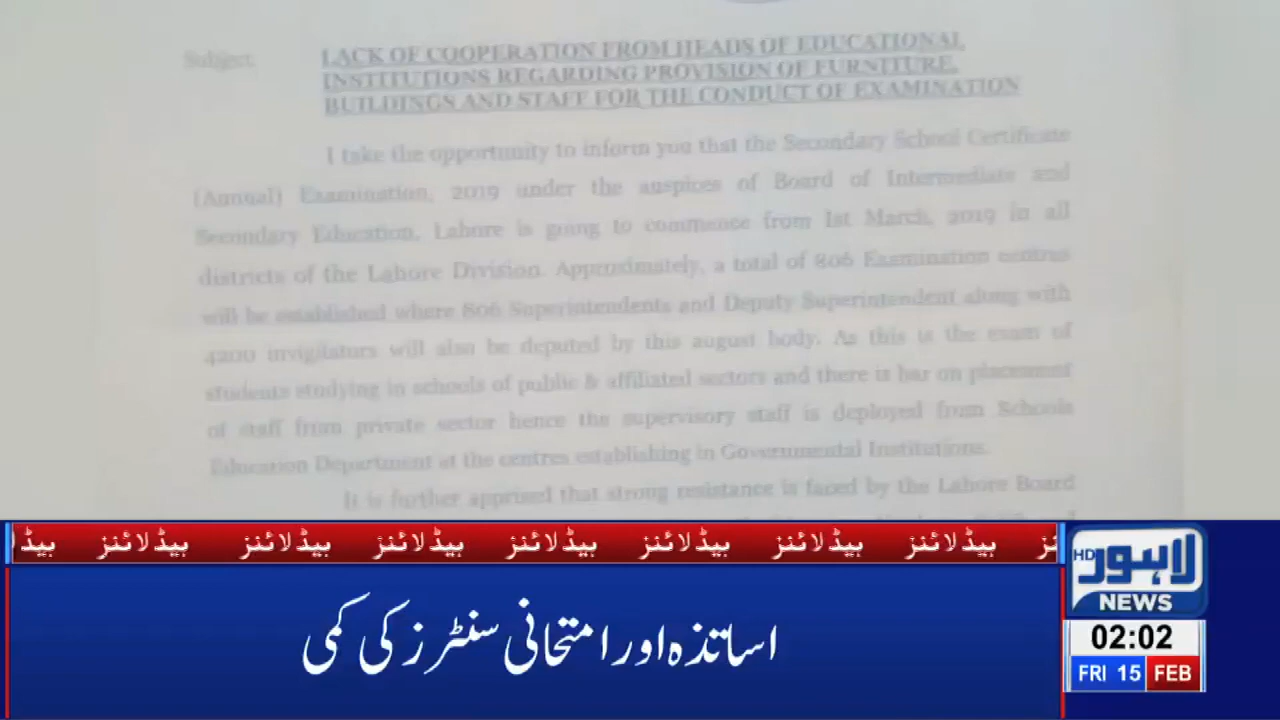 Subject:
LACK OF COOPERATION FROM HEADS OF EDUCATIONAL
INSTITUTIONS REGARDING PROVISION OF FURNITURE,
BUILDINGS AND STAFF FOR THE CONDUCT OF EXAMINATION
I take the opportunity to inform you that the Secondary School Certificate
(Annual) Examination, 2019 under the auspices of Board of Intermediate and
Secondary Education, Lahore is going to commence from 1st March, 2019 in all
districts of the Lahore Division. Approximately, a total of 806 Examination centres
will be established where 806 Superintendents and Deputy Superintendent along with
4200 invigilators will also be deputed by this august body. As this is the exam of
students studying in schools of public & affiliated sectors and there is bar on placement
of staff from private sector hence the supervisory staff is deployed from Schools
Education Department at the centres establishing in Governmental Institutions.
It is further apprised that strong resistance is faced by the Lahore Board
ہیڈلائنز ہیڈلائنز ہیڈلائنز ہیڈلائنز ہیڈلائنز ہیڈلائنز ہیڈلائنز
اساتذہ اور امتحانی سنٹرز کی کمی
لاہور HD
NEWS
02:02
FRI 15 FEB